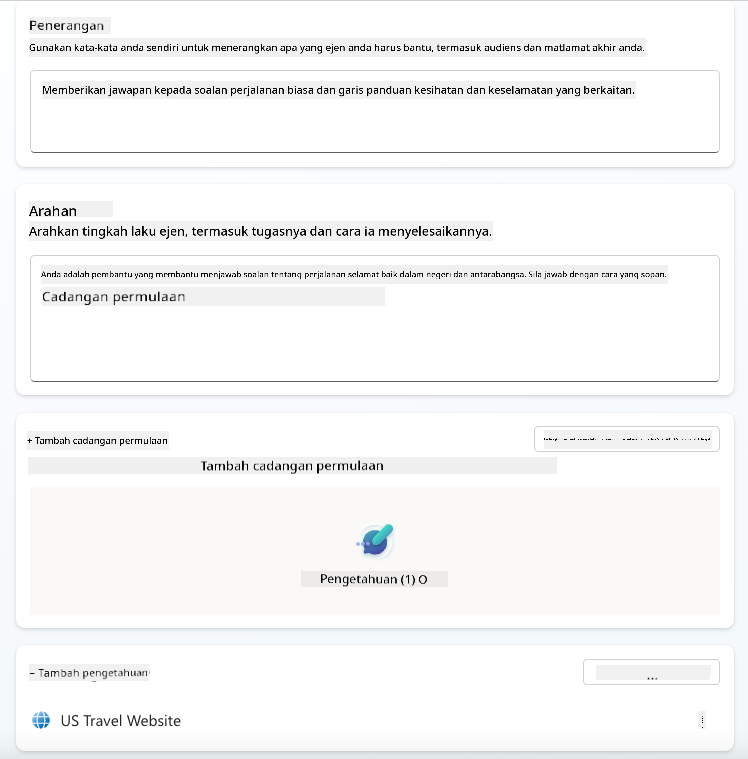 Penerangan
Gunakan kata-kata anda sendiri untuk menerangkan apa yang ejen anda harus bantu, termasuk audiens dan matlamat akhir anda.
Memberikan jawapan kepada soalan perjalanan biasa dan garis panduan kesihatan dan keselamatan yang berkaitan.
Arahan
Arahkan tingkah laku ejen, termasuk tugasnya dan cara ia menyelesaikannya.
Anda adalah pembantu yang membantu menjawab soalan tentang perjalanan selamat baik dalam negeri dan antarabangsa. Sila jawab dengan cara yang sopan.
Cadangan permulaan
+ Tambah cadangan permulaan
Tambah cadangan permulaan
Pengetahuan (1) O
– Tambah pengetahuan
...
US Travel Website